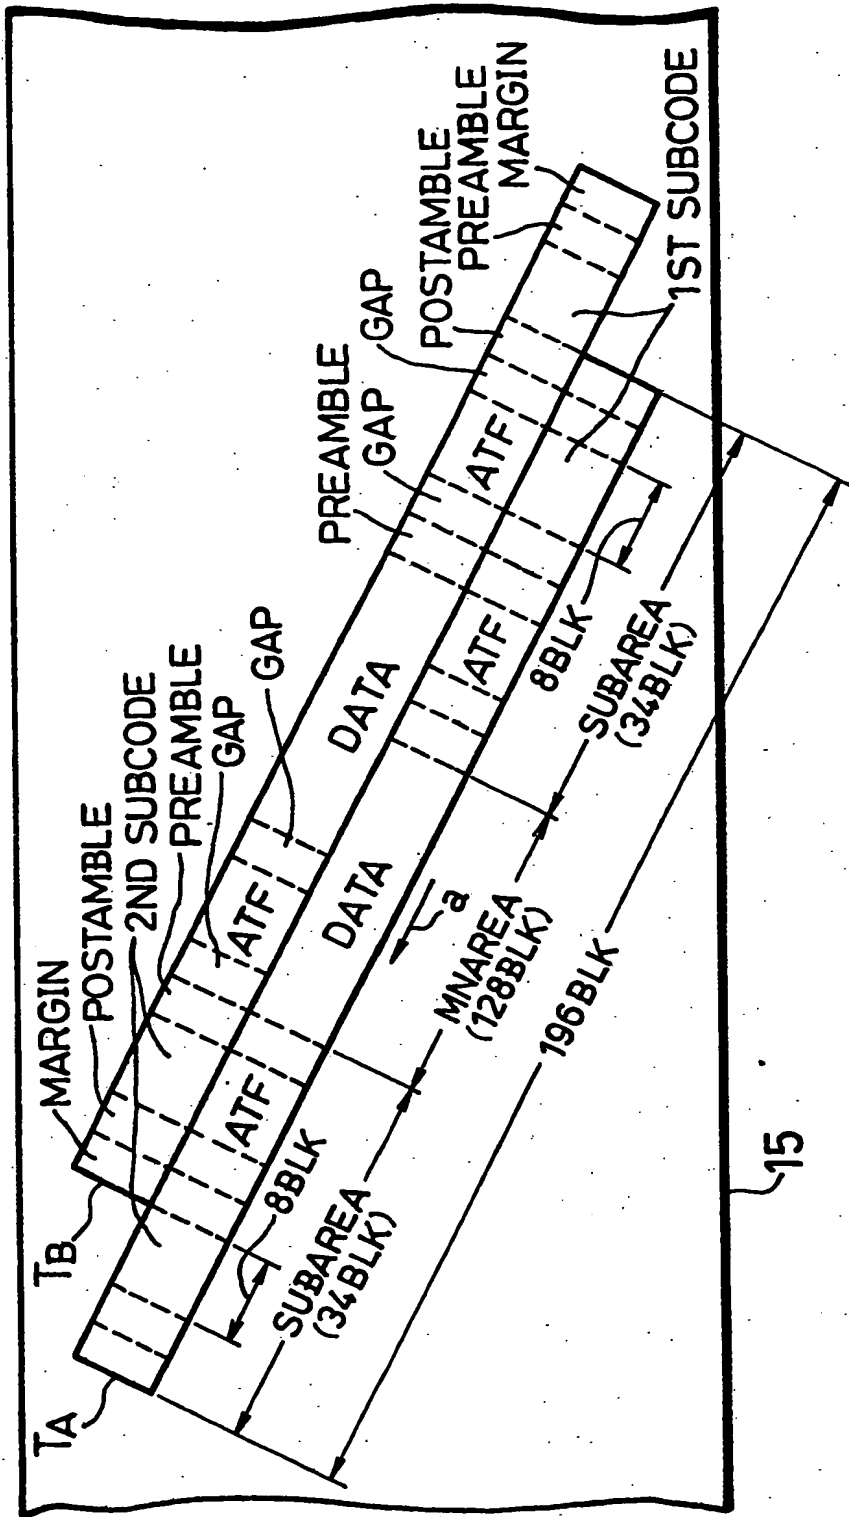 MARGIN
POSTAMBLE
2ND SUBCODE
PREAMBLE
GAP
GAP
PREAMBLE
GAP
GAP
POSTAMBLE
PREAMBLE
MARGIN
TB
TA
ATF
DATA
ATF
ATF
DATA
ATF
1ST SUBCODE
a
8BLK
8BLK
SUBAREA
(34BLK)
MNAREA
(128BLK)
SUBAREA
(34BLK)
196BLK
15